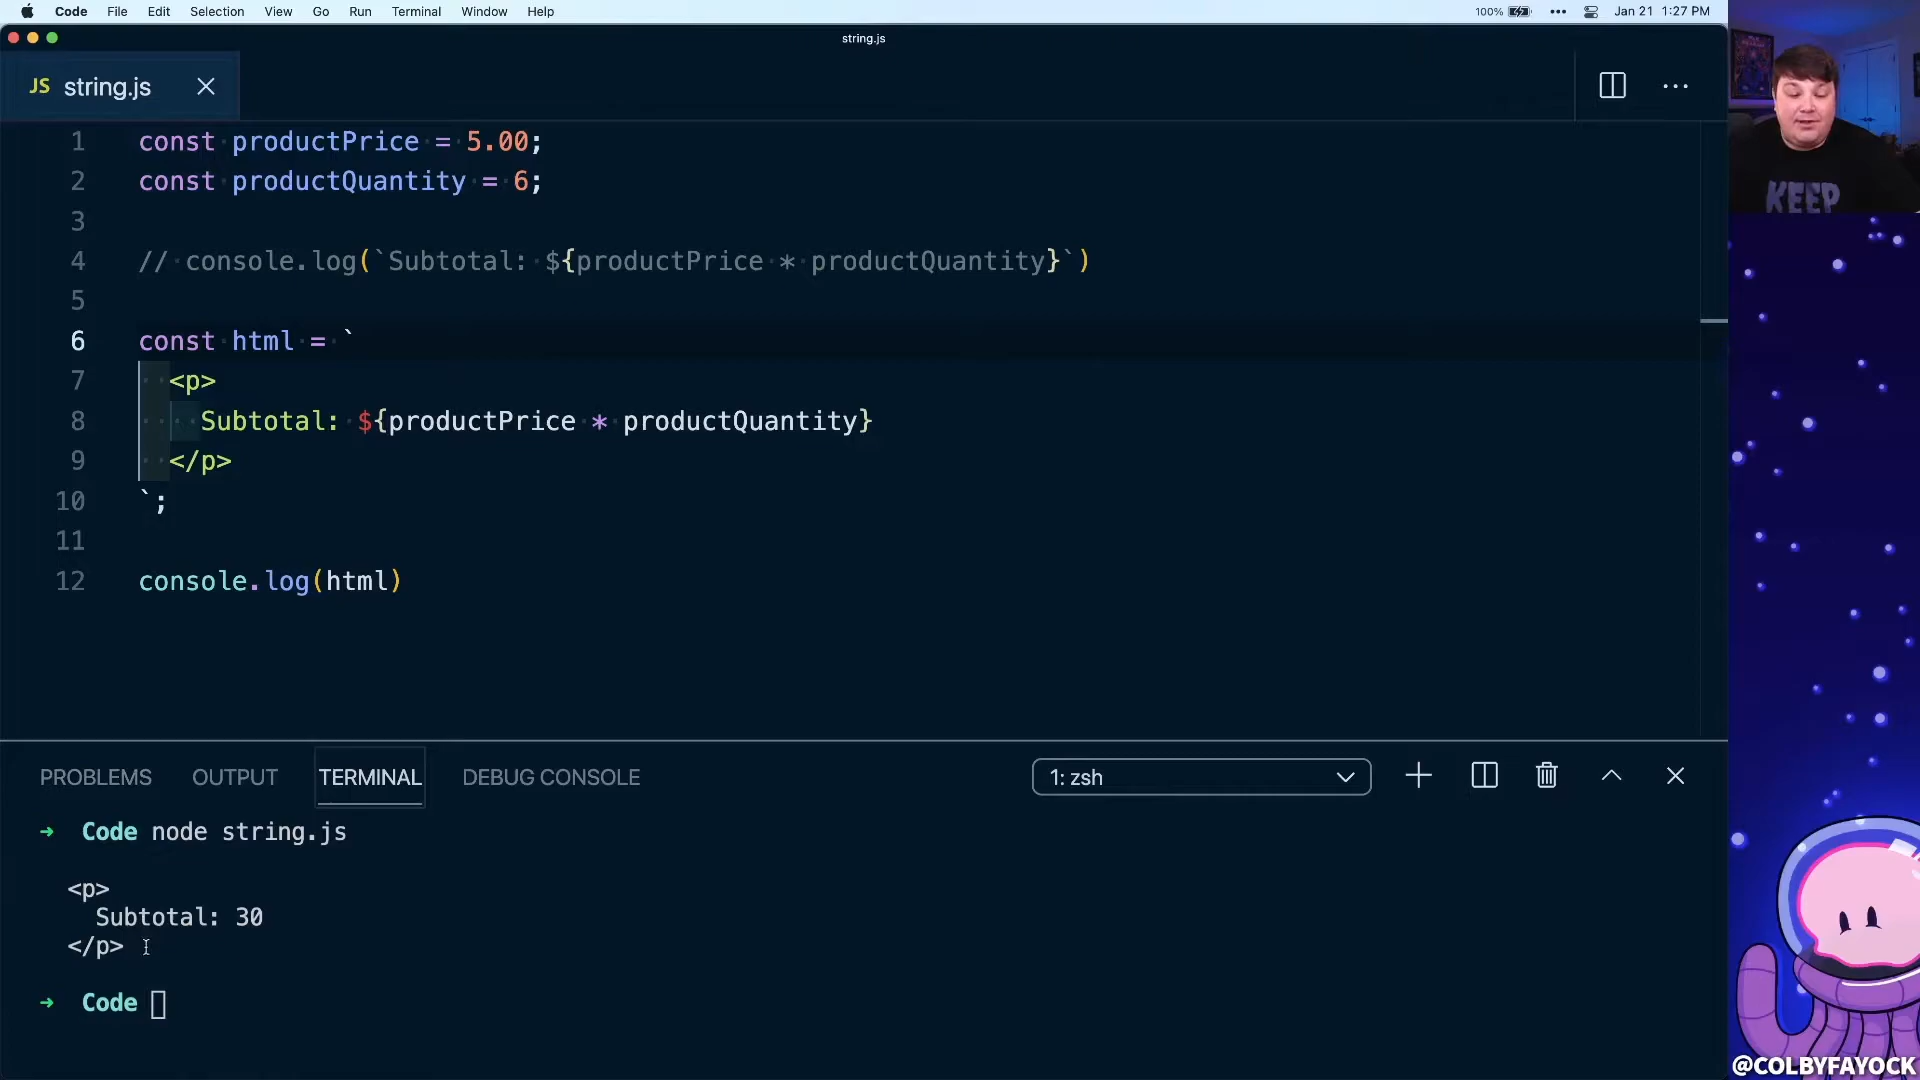 Code File Edit Selection View Go Run Terminal Window Help 100% Jan 21 1:27 PM
string.js
JS string.js
1 const productPrice = 5.00;
2 const productQuantity = 6;
3
4 // console.log(`Subtotal: ${productPrice * productQuantity}`)
5
6 const html = `
7 <p>
8 Subtotal: ${productPrice * productQuantity}
9 </p>
10 `;
11
12 console.log(html)
KEEP
PROBLEMS OUTPUT TERMINAL DEBUG CONSOLE 1: zsh
➜ Code node string.js
<p>
Subtotal: 30
</p>
➜ Code
@COLBYFAYOCK